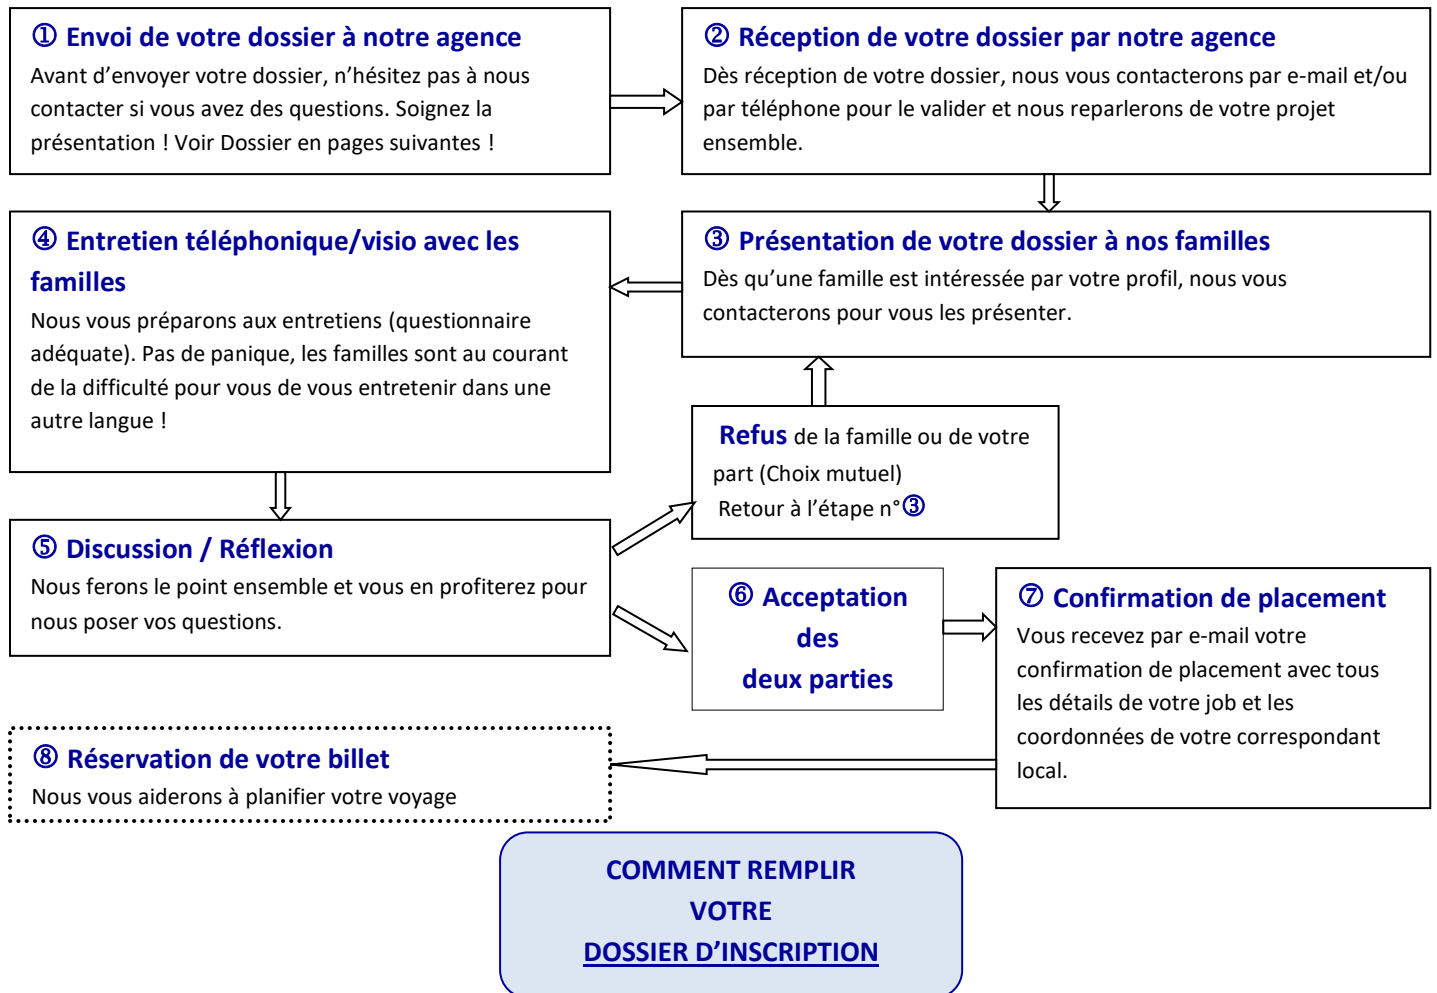 ① Envoi de votre dossier à notre agence
Avant d’envoyer votre dossier, n’hésitez pas à nous
contacter si vous avez des questions. Soignez la
présentation ! Voir Dossier en pages suivantes !
② Réception de votre dossier par notre agence
Dès réception de votre dossier, nous vous contacterons par e-mail et/ou
par téléphone pour le valider et nous reparlerons de votre projet
ensemble.
③ Présentation de votre dossier à nos familles
Dès qu’une famille est intéressée par votre profil, nous vous
contacterons pour vous les présenter.
④ Entretien téléphonique/visio avec les
familles
Nous vous préparons aux entretiens (questionnaire
adéquate). Pas de panique, les familles sont au courant
de la difficulté pour vous de vous entretenir dans une
autre langue !
⑤ Discussion / Réflexion
Nous ferons le point ensemble et vous en profiterez pour
nous poser vos questions.
Refus de la famille ou de votre
part (Choix mutuel)
Retour à l’étape n°③
⑥ Acceptation
des
deux parties
⑦ Confirmation de placement
Vous recevez par e-mail votre
confirmation de placement avec tous
les détails de votre job et les
coordonnées de votre correspondant
local.
⑧ Réservation de votre billet
Nous vous aiderons à planifier votre voyage
COMMENT REMPLIR
VOTRE
DOSSIER D’INSCRIPTION